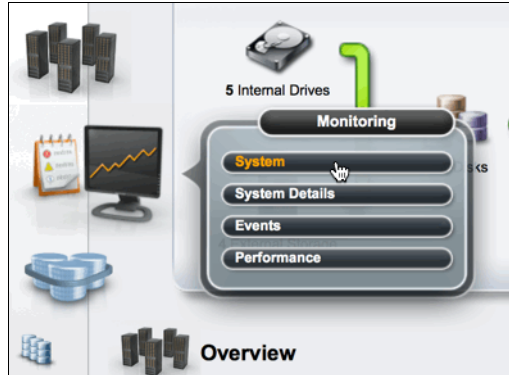 5 Internal Drives
Monitoring
System
System Details
Events
Performance
Overview